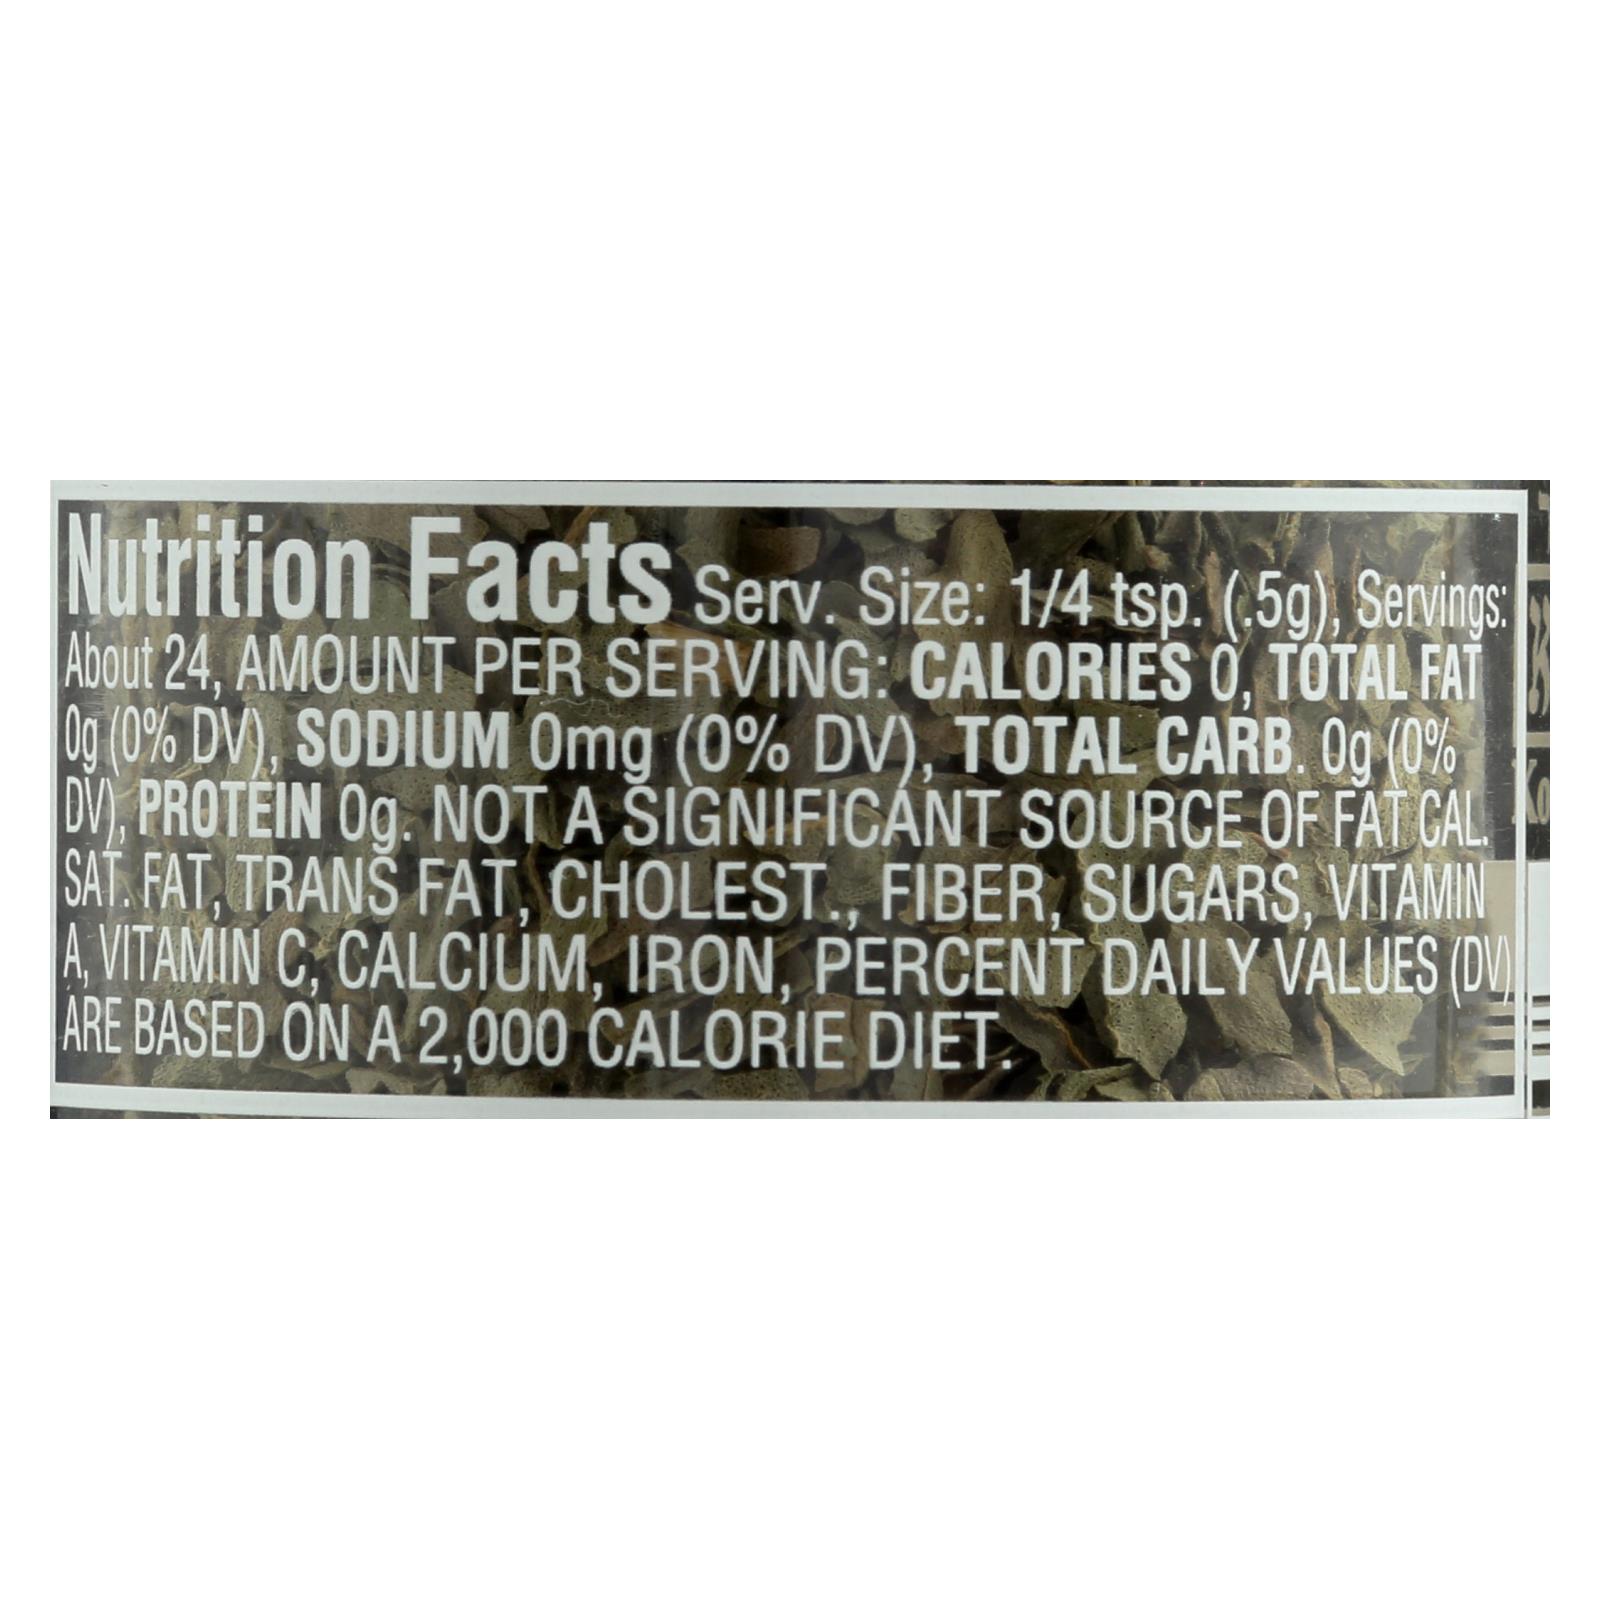 Nutrition Facts Serv. Size: 1/4 tsp. (.5g), Servings:
About 24, AMOUNT PER SERVING: CALORIES 0, TOTAL FAT
0g (0% DV), SODIUM 0mg (0% DV), TOTAL CARB. 0g (0%
DV), PROTEIN 0g. NOT A SIGNIFICANT SOURCE OF FAT CAL.
SAT. FAT, TRANS FAT, CHOLEST., FIBER, SUGARS, VITAMIN
A, VITAMIN C, CALCIUM, IRON, PERCENT DAILY VALUES (DV)
ARE BASED ON A 2,000 CALORIE DIET.